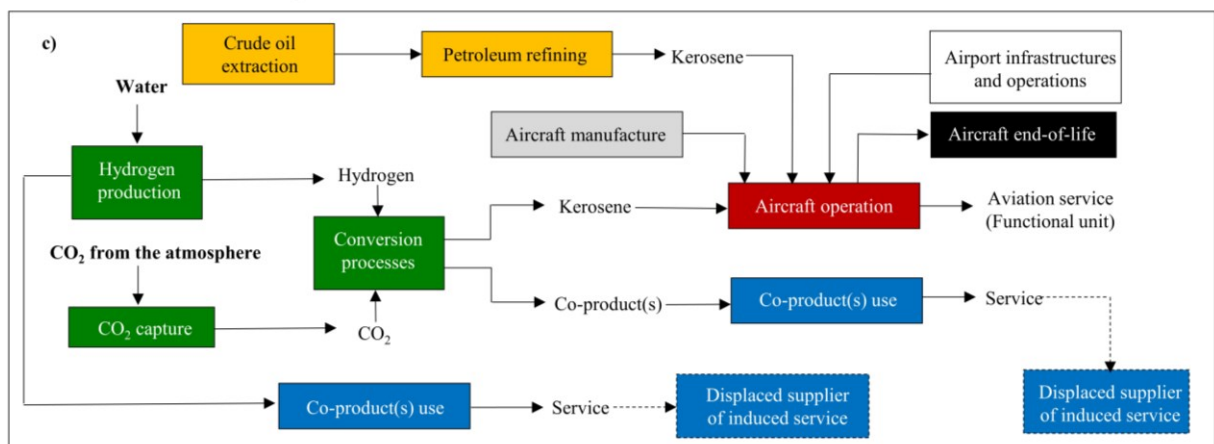 c)
Crude oil
extraction
Petroleum refining
Kerosene
Airport infrastructures
and operations
Water
Aircraft manufacture
Aircraft end-of-life
Hydrogen
production
Hydrogen
Kerosene
Aircraft operation
Aviation service
(Functional unit)
CO₂ from the atmosphere
Conversion
processes
CO₂ capture
CO₂
Co-product(s)
Co-product(s) use
Service
Co-product(s) use
Service
Displaced supplier
of induced service
Displaced supplier
of induced service